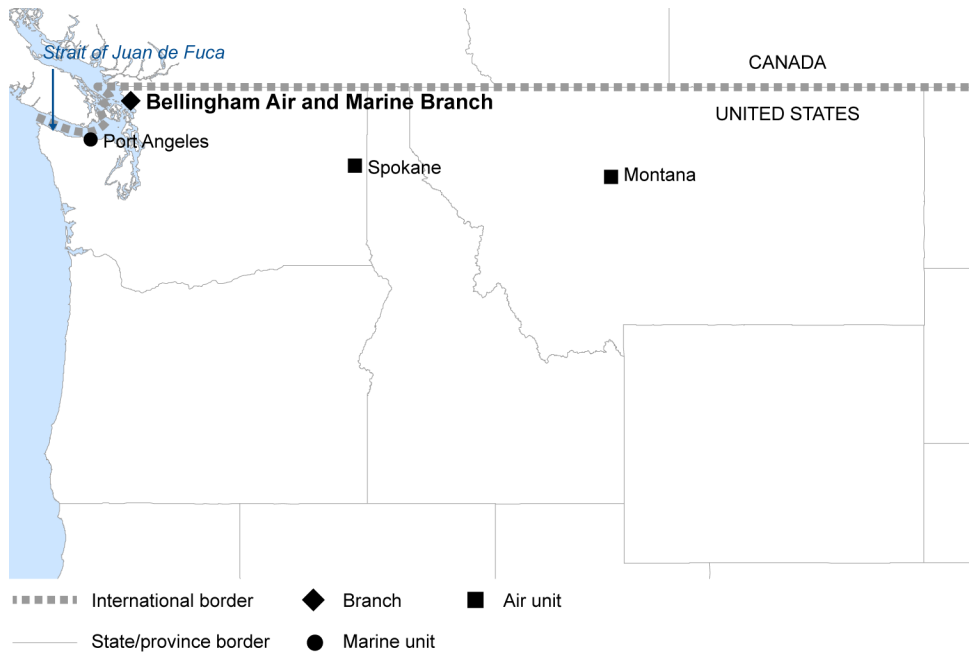 Strait of Juan de Fuca
CANADA
Bellingham Air and Marine Branch
UNITED STATES
Port Angeles
Spokane
Montana
International border
Branch
Air unit
State/province border
Marine unit